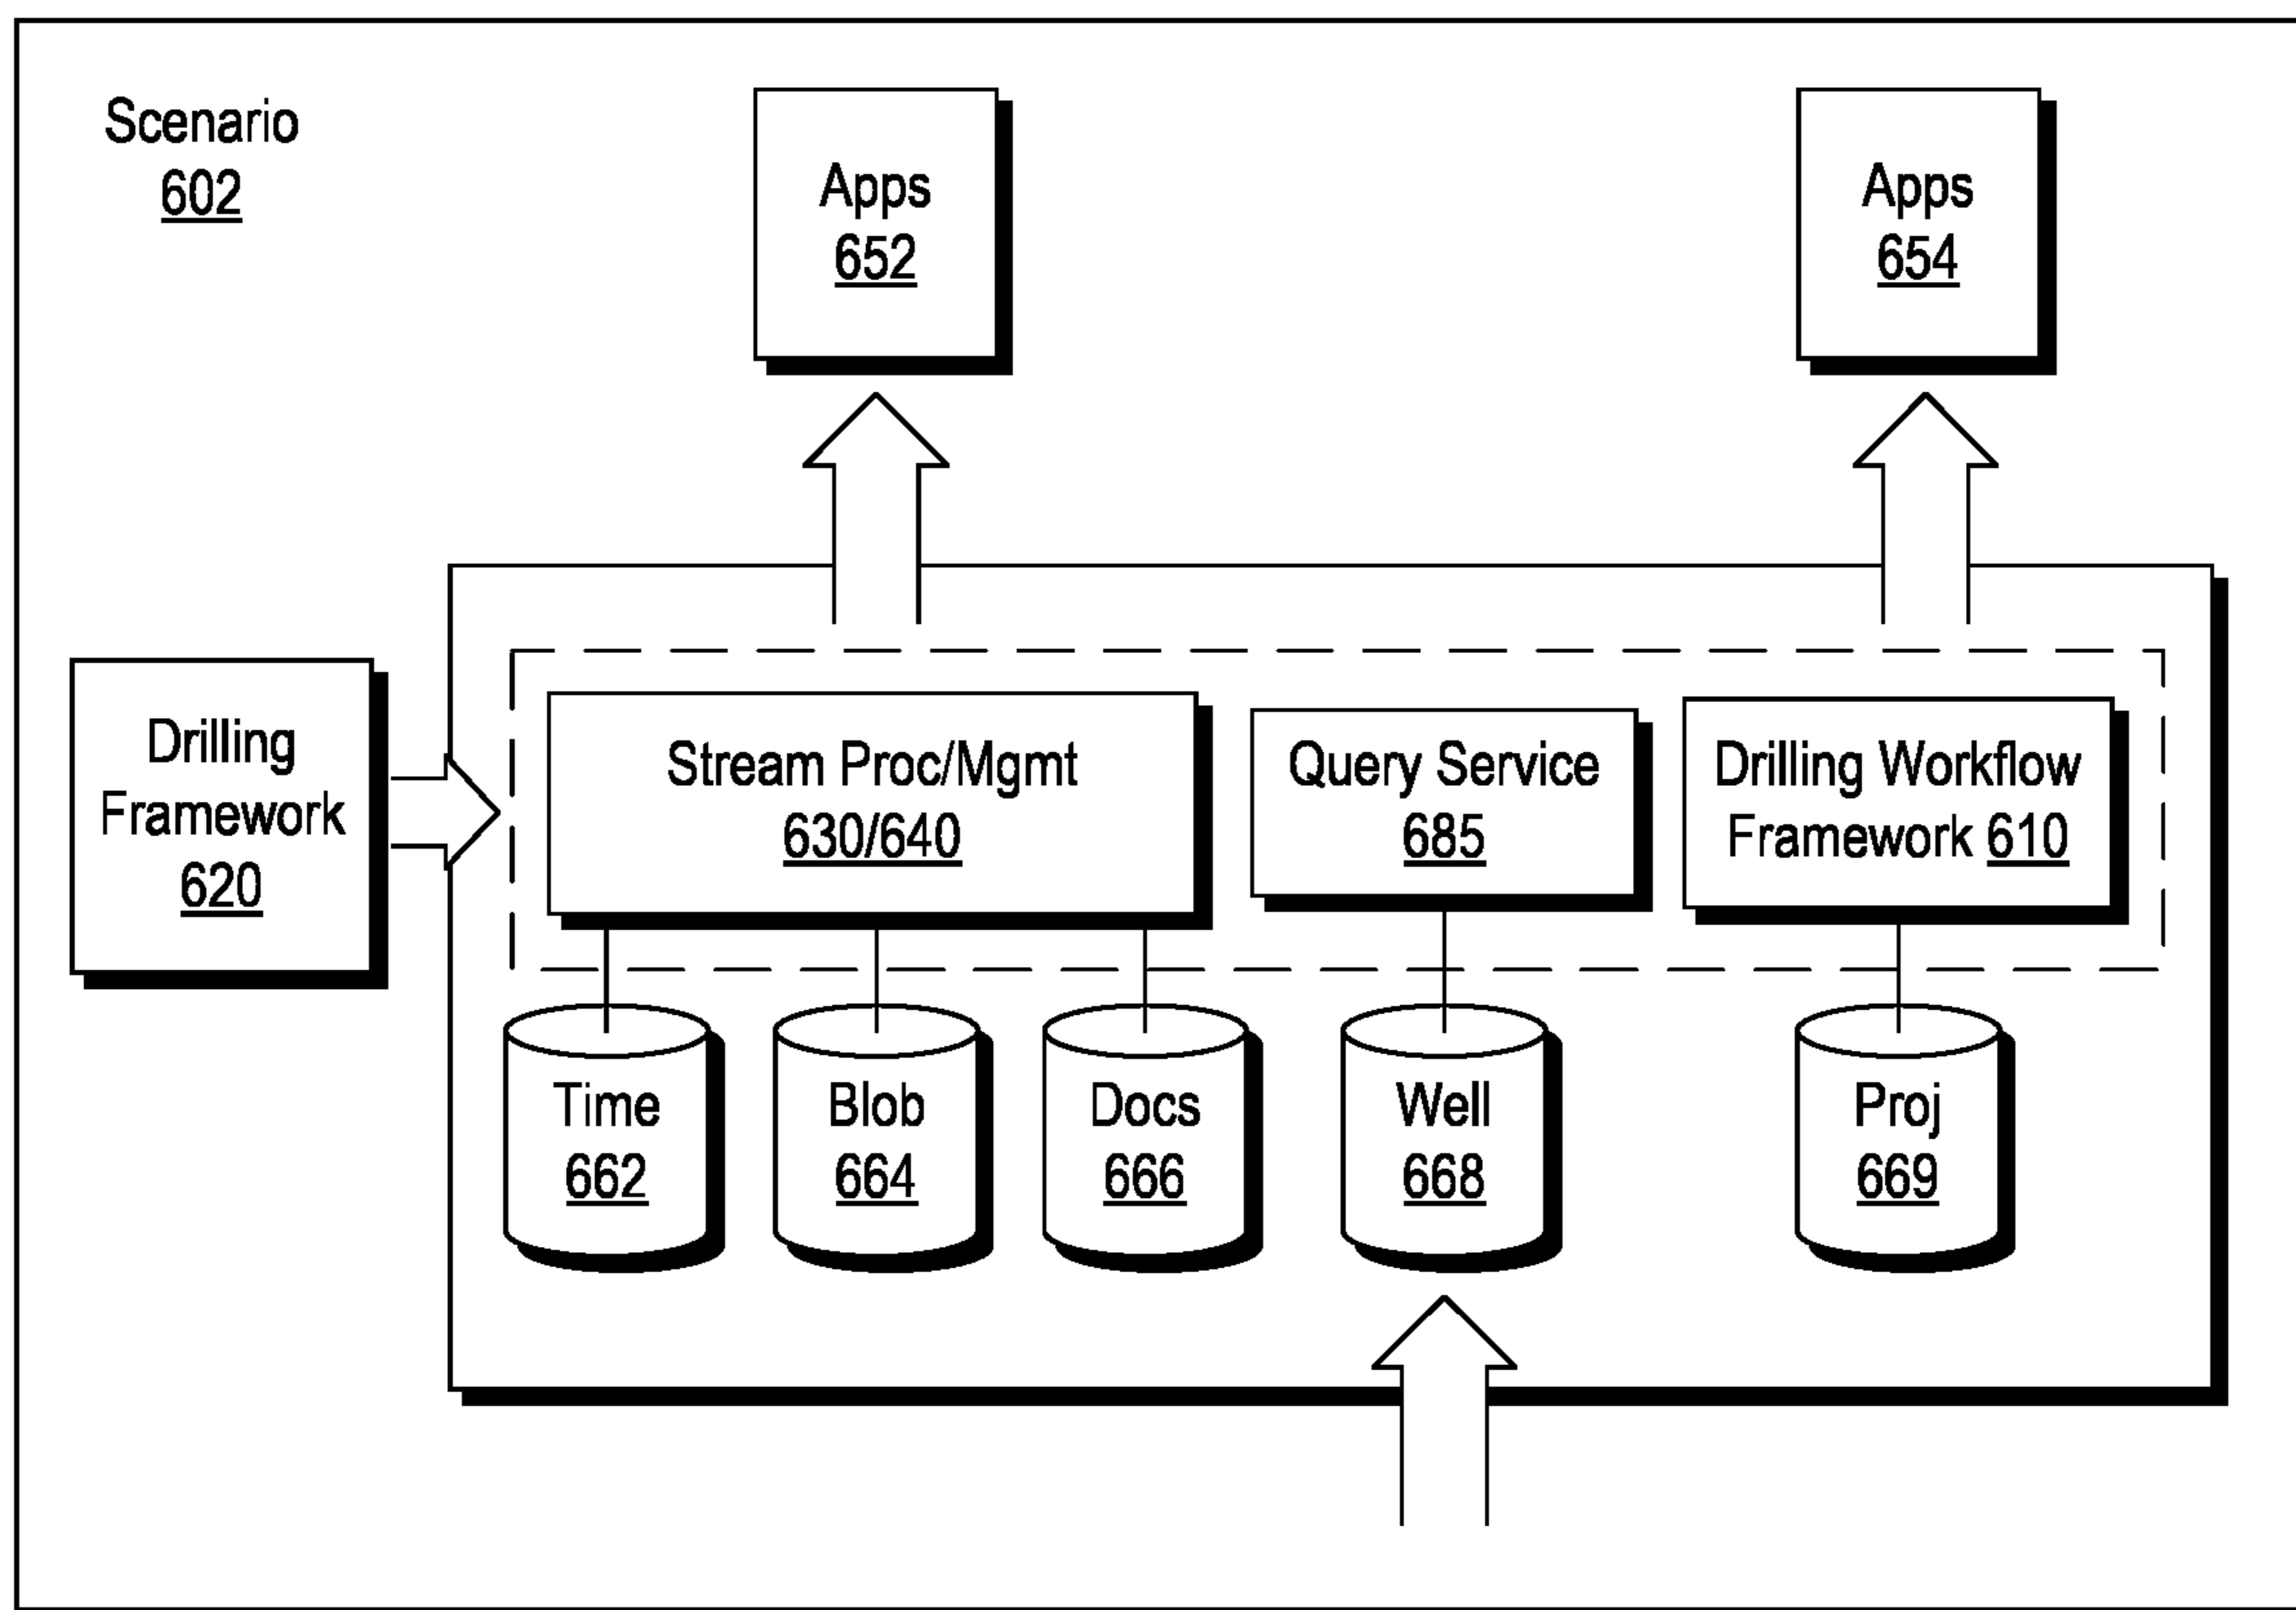 Scenario
602
Apps
652
Apps
654
Drilling
Framework
620
Stream Proc/Mgmt
630/640
Query Service
685
Drilling Workflow
Framework 610
Time
662
Blob
664
Docs
666
Well
668
Proj
669